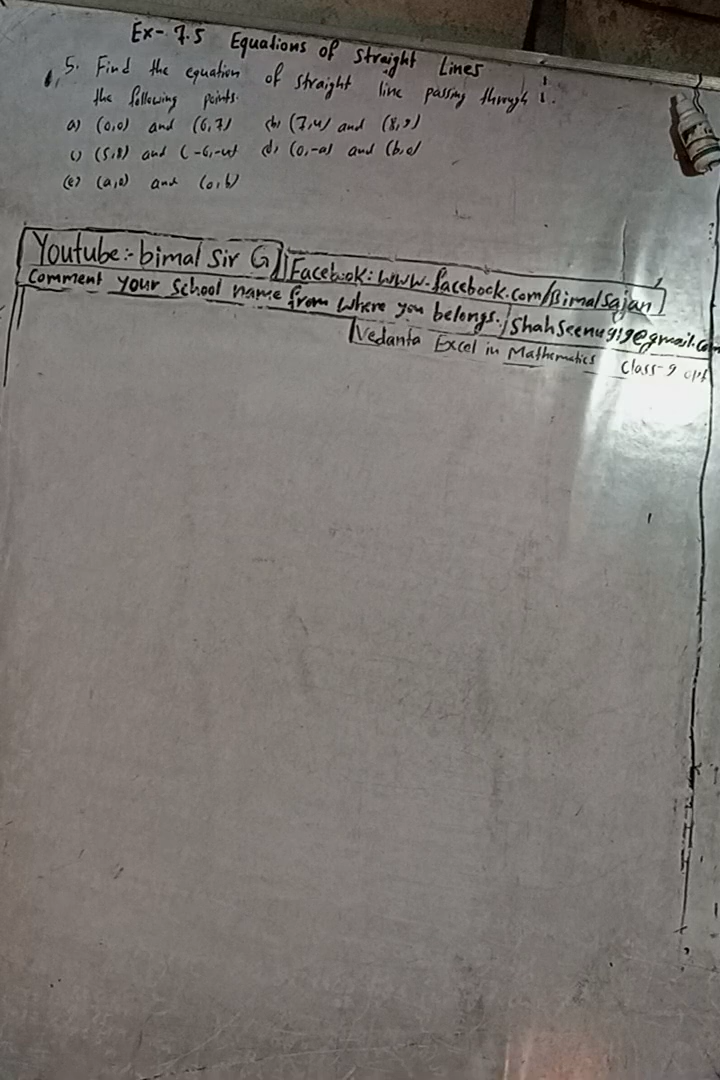 Ex- 7.5 Equations of Straight Lines
5. Find the equation of straight line passing through
the following points.
a) (0,0) and (6,7) (b) (7,4) and (8,9)
c) (5,8) and (-6,-4) (d) (0,-a) and (b,0)
(e) (a,0) and (0,b)
Youtube:- bimal Sir G Facebook: www.facebook.com/Bimalsajan
Comment your School name from where you belongs. Shahseenu919@gmail.com
Vedanta Excel in Mathematics Class-9 opt